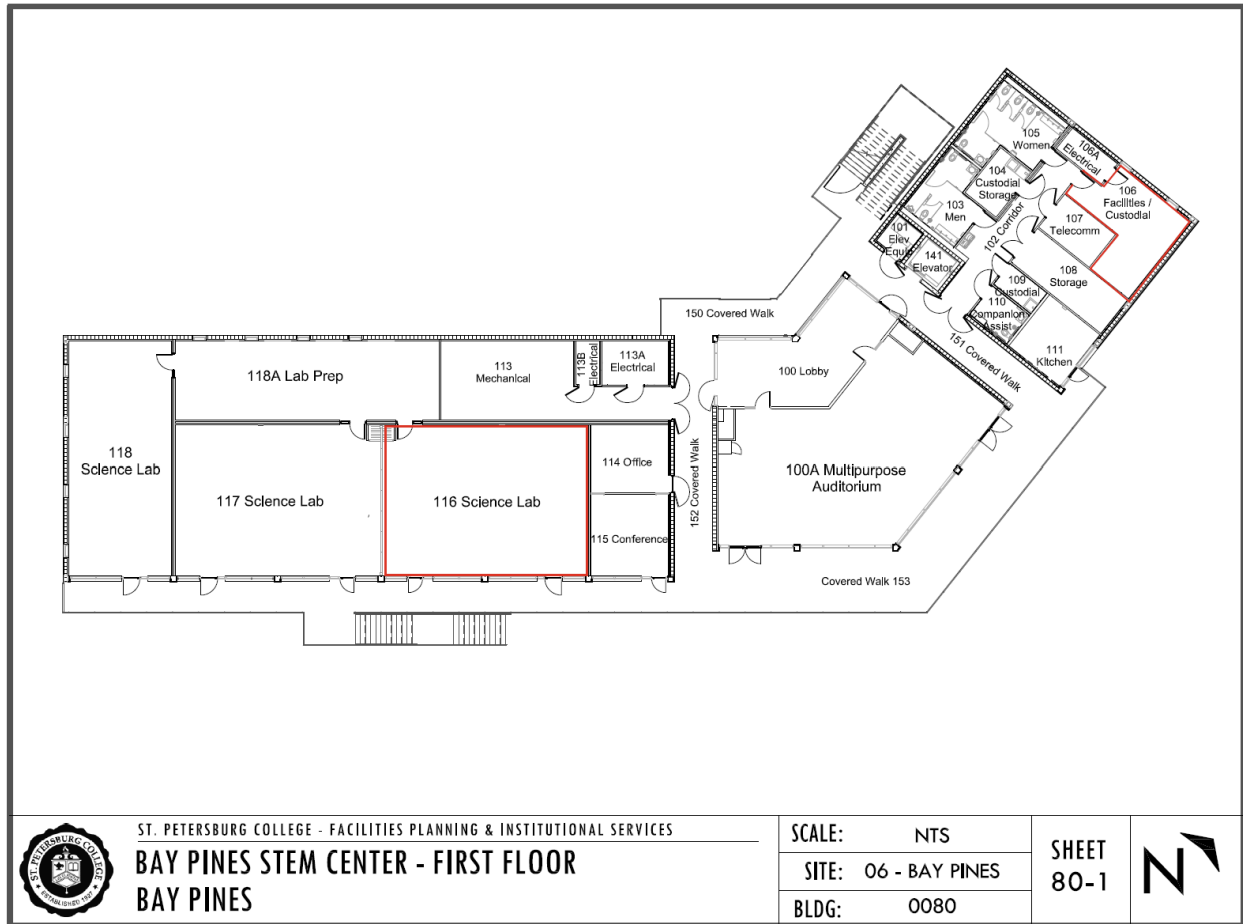 105
Women
106A
Electrical
104
Custodial
Storage
106
Facilities /
Custodial
103
Men
107
Telecomm
102 Corridor
101
Elev
Equip
141
Elevator
108
Storage
109
Custodial
110
Companion
Assist
150 Covered Walk
151 Covered Walk
111
Kitchen
118A Lab Prep
113
Mechanical
113B
Electrical
113A
Electrical
100 Lobby
118
Science Lab
117 Science Lab
116 Science Lab
114 Office
115 Conference
152 Covered Walk
100A Multipurpose
Auditorium
Covered Walk 153
ST. PETERSBURG COLLEGE
ESTABLISHED 1927
ST. PETERSBURG COLLEGE - FACILITIES PLANNING & INSTITUTIONAL SERVICES
BAY PINES STEM CENTER - FIRST FLOOR
BAY PINES
SCALE: NTS
SITE: 06 - BAY PINES
BLDG: 0080
SHEET
80-1
N